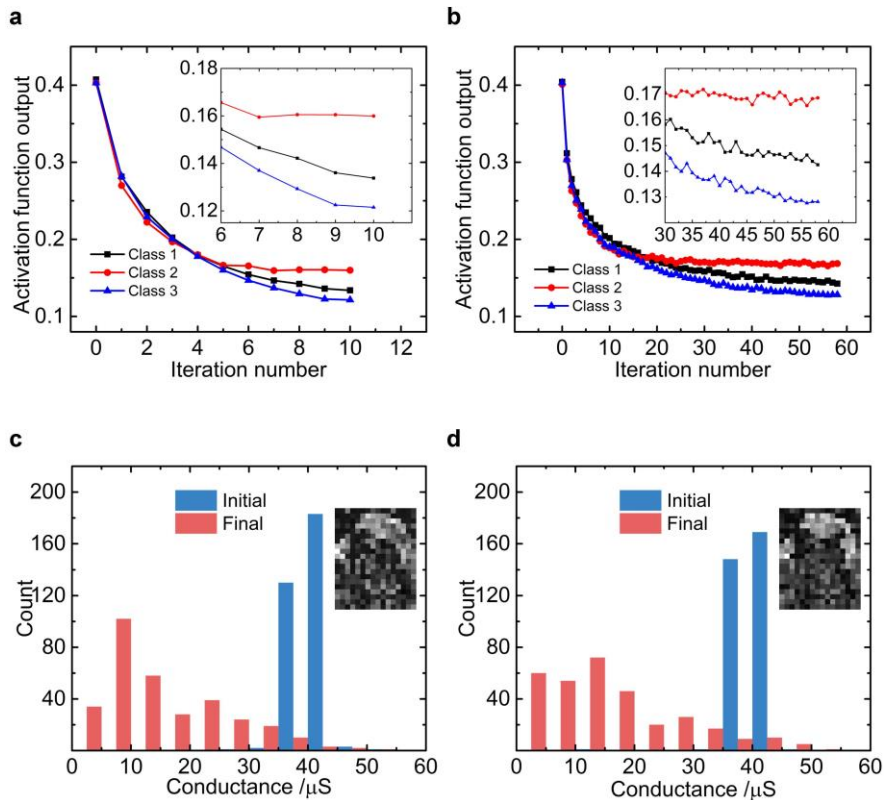 a
Activation function output
0.4
0.3
0.2
0.1
0 2 4 6 8 10 12
Iteration number
Class 1
Class 2
Class 3
0.18
0.16
0.14
0.12
6 7 8 9 10
b
Activation function output
0.4
0.3
0.2
0.1
0 10 20 30 40 50 60
Iteration number
Class 1
Class 2
Class 3
0.17
0.16
0.15
0.14
0.13
30 35 40 45 50 55 60
c
Count
200
160
120
80
40
0 10 20 30 40 50 60
Conductance /μS
Initial
Final
d
Count
200
160
120
80
40
0 10 20 30 40 50 60
Conductance /μS
Initial
Final